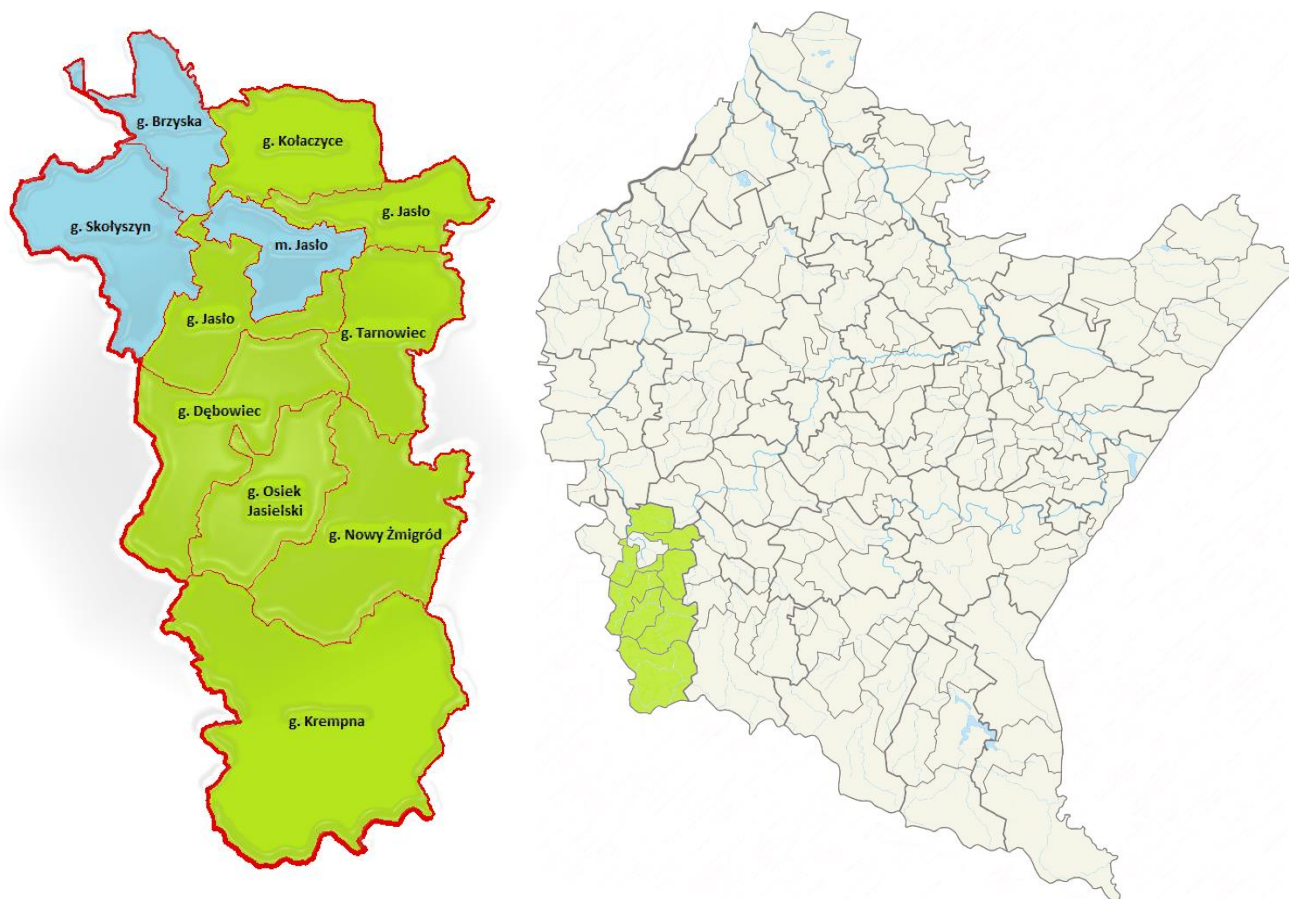 g. Brzyska
g. Kołaczyce
g. Jasło
g. Skołyszyn
m. Jasło
g. Jasło
g. Tarnowiec
g. Dębowiec
g. Osiek
Jasielski
g. Nowy Żmigród
g. Krempna